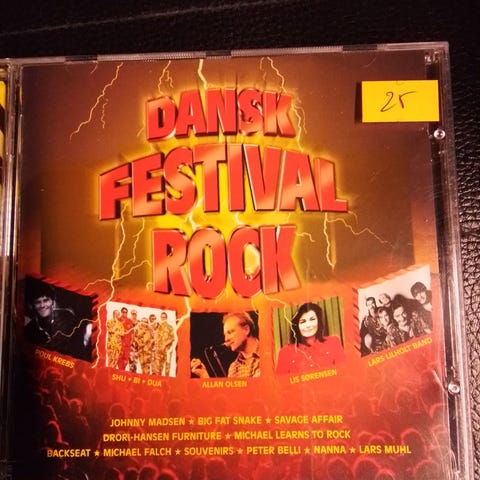 DANSK
FESTIVAL
ROCK
25
POUL KREBS
SHU • BI • DUA
ALLAN OLSEN
LIS SØRENSEN
LARS LILHOLT BAND
JOHNNY MADSEN ★ BIG FAT SNAKE ★ SAVAGE AFFAIR
DRORI-HANSEN FURNITURE ★ MICHAEL LEARNS TO ROCK
BACKSEAT ★ MICHAEL FALCH ★ SOUVENIRS ★ PETER BELLI ★ NANNA ★ LARS MUHL